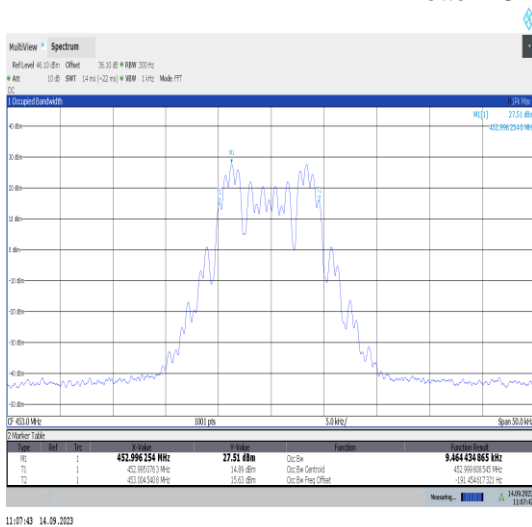 MultiView Spectrum
Ref Level 46.10 dBm Offset 36.10 dB RBW 300 Hz
Att 10 dB SWT 14 ms (~22 ms) VBW 1 kHz Mode FFT
DC
1 Occupied Bandwidth 1Pk Max
M1[1] 27.51 dBm
452.996 254 0 MHz
40 dBm
M1
30 dBm
20 dBm
10 dBm
0 dBm
-10 dBm
-20 dBm
-30 dBm
-40 dBm
-50 dBm
CF 453.0 MHz 1001 pts 5.0 kHz/ Span 50.0 kHz
2 Marker Table
Type Ref Trc X-Value Y-Value Function Function Result
M1 1 452.996 254 MHz 27.51 dBm Occ Bw 9.464 434 865 kHz
T1 1 452.995 076 3 MHz 14.89 dBm Occ Bw Centroid 452.999 808 545 MHz
T2 1 453.004 540 8 MHz 15.63 dBm Occ Bw Freq Offset -191.454 617 321 Hz
Measuring... 14.09.2023
11:07:42
11:07:43 14.09.2023